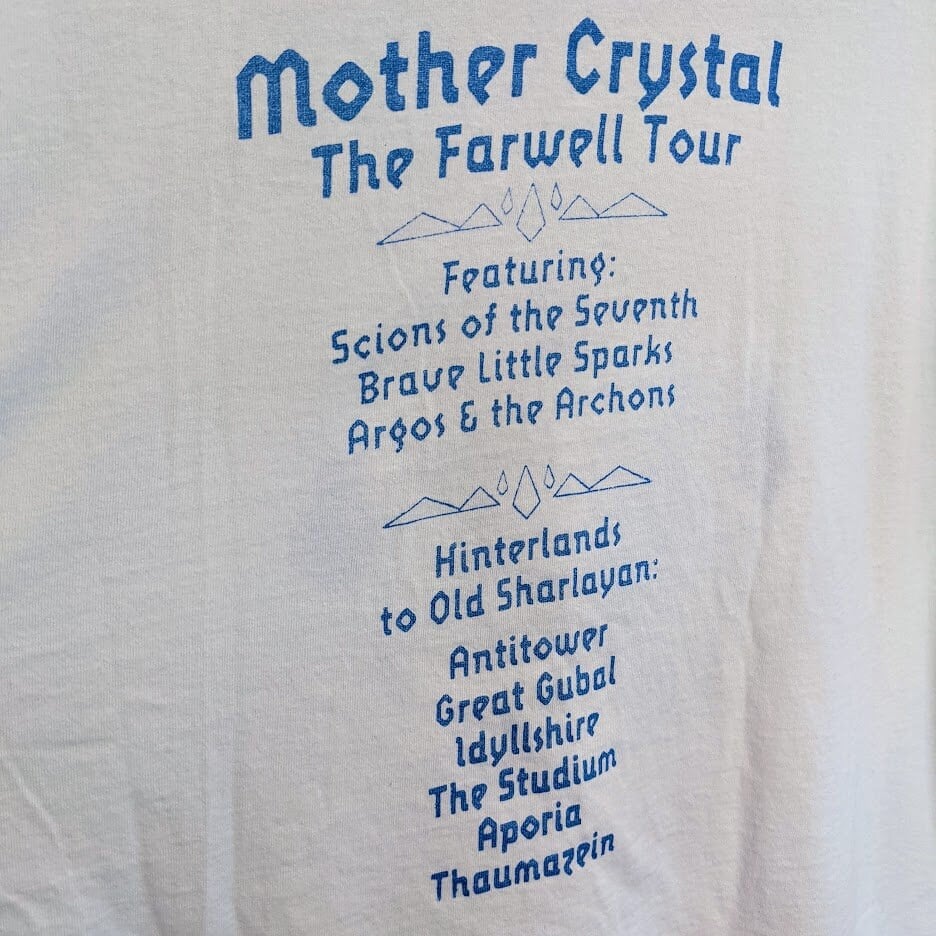 Mother Crystal
The Farwell Tour
Featuring:
Scions of the Seventh
Brave Little Sparks
Argos & the Archons
Hinterlands
to Old Sharlayan:
Antitower
Great Gubal
Idyllshire
The Studium
Aporia
Thaumazein